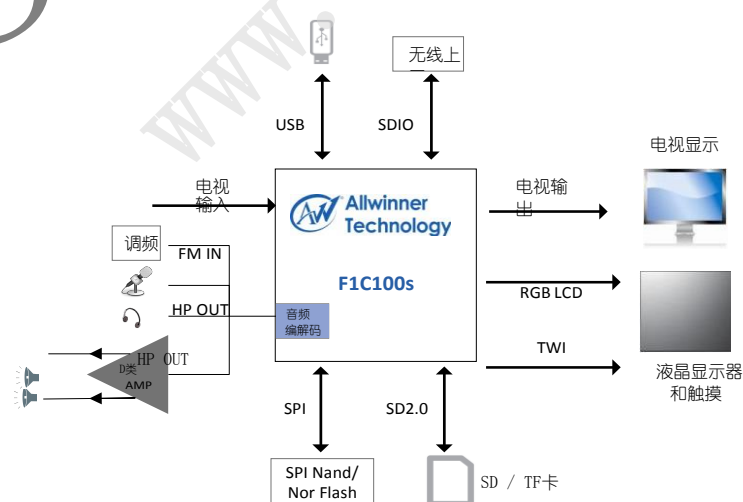 WWW.
无线上
USB
SDIO
电视显示
电视
输入
Allwinner
Technology
电视输
出
调频
FM IN
F1C100s
RGB LCD
HP OUT
音频
编解码
TWI
HP OUT
D类
AMP
液晶显示器
和触摸
SPI
SD2.0
SPI Nand/
Nor Flash
SD / TF卡